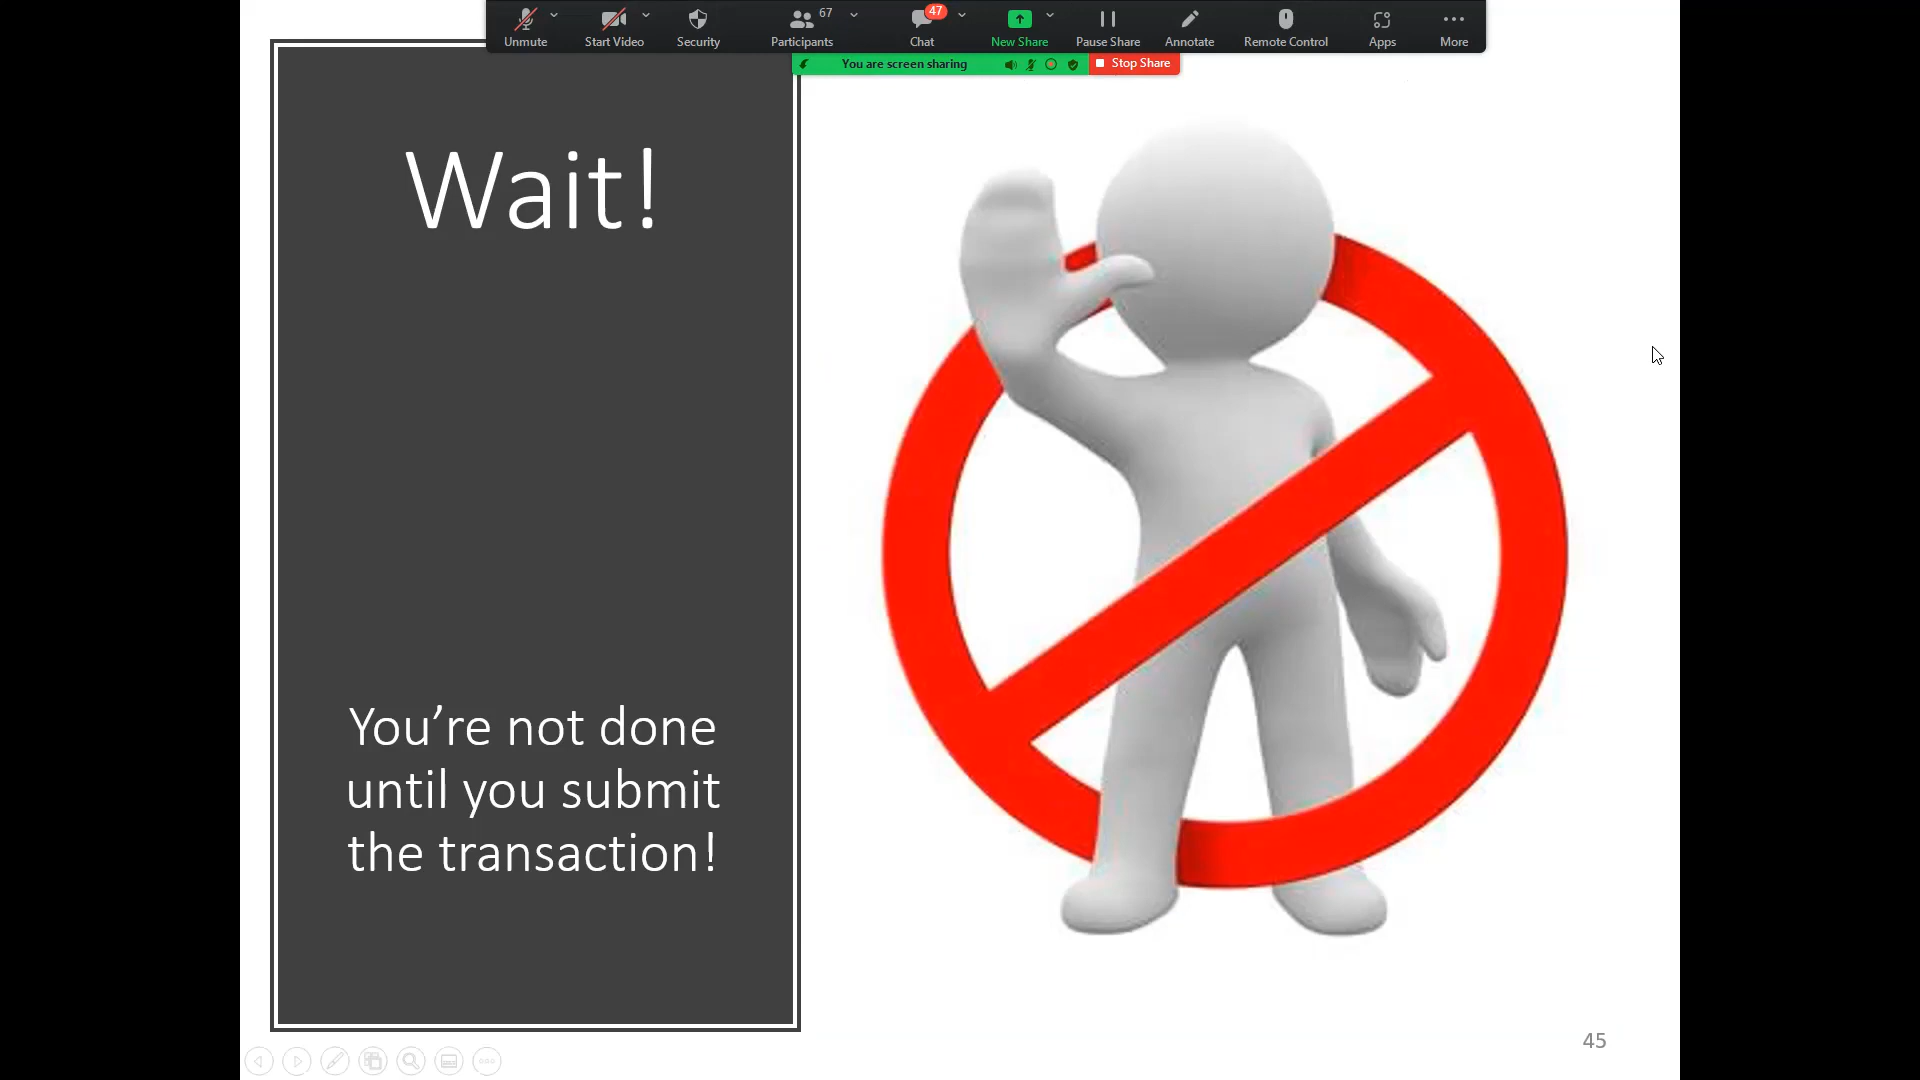 Unmute
Start Video
Security
67
Participants
47
Chat
New Share
Pause Share
Annotate
Remote Control
Apps
More
You are screen sharing
Stop Share
Wait!
You’re not done
until you submit
the transaction!
45